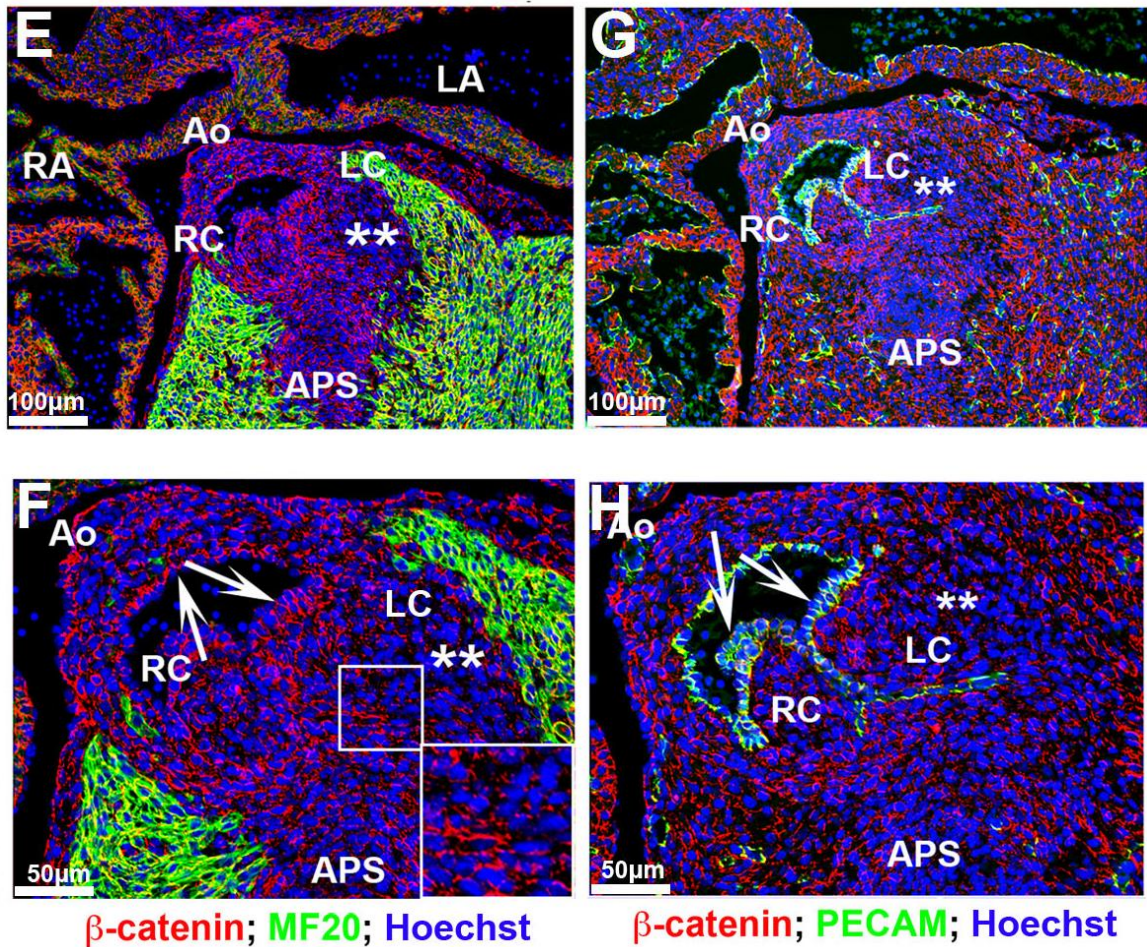 E
LA
Ao
RA
LC
RC
**
APS
100µm
G
Ao
LC
**
RC
APS
100µm
F
Ao
LC
**
RC
APS
50µm
H
Ao
**
LC
RC
APS
50µm
β-catenin; MF20; Hoechst
β-catenin; PECAM; Hoechst